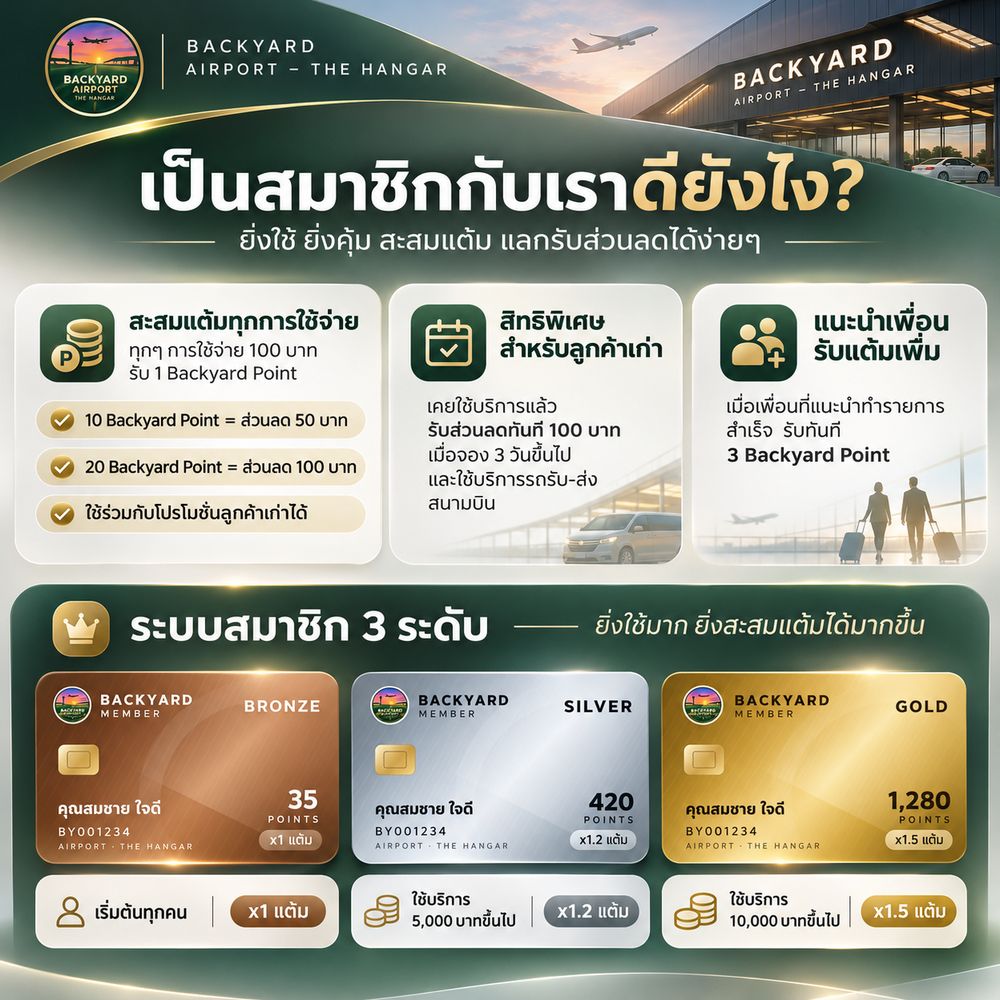 BACKYARD
AIRPORT
THE HANGAR
BACKYARD
AIRPORT – THE HANGAR
BACKYARD
AIRPORT – THE HANGAR
เป็นสมาชิกกับเราดียังไง?
ยิ่งใช้ ยิ่งคุ้ม สะสมแต้ม แลกรับส่วนลดได้ง่ายๆ
P
สะสมแต้มทุกการใช้จ่าย
ทุกๆ การใช้จ่าย 100 บาท
รับ 1 Backyard Point
10 Backyard Point = ส่วนลด 50 บาท
20 Backyard Point = ส่วนลด 100 บาท
ใช้ร่วมกับโปรโมชั่นลูกค้าเก่าได้
สิทธิพิเศษ
สำหรับลูกค้าเก่า
เคยใช้บริการแล้ว
รับส่วนลดทันที 100 บาท
เมื่อจอง 3 วันขึ้นไป
และใช้บริการรถรับ-ส่ง
สนามบิน
แนะนำเพื่อน
รับแต้มเพิ่ม
เมื่อเพื่อนที่แนะนำทำรายการ
สำเร็จ รับทันที
3 Backyard Point
ระบบสมาชิก 3 ระดับ
ยิ่งใช้มาก ยิ่งสะสมแต้มได้มากขึ้น
BACKYARD
MEMBER
BRONZE
คุณสมชาย ใจดี
BY001234
AIRPORT · THE HANGAR
35
POINTS
x1 แต้ม
BACKYARD
MEMBER
SILVER
คุณสมชาย ใจดี
BY001234
AIRPORT · THE HANGAR
420
POINTS
x1.2 แต้ม
BACKYARD
MEMBER
GOLD
คุณสมชาย ใจดี
BY001234
AIRPORT · THE HANGAR
1,280
POINTS
x1.5 แต้ม
เริ่มต้นทุกคน
x1 แต้ม
ใช้บริการ
5,000 บาทขึ้นไป
x1.2 แต้ม
ใช้บริการ
10,000 บาทขึ้นไป
x1.5 แต้ม